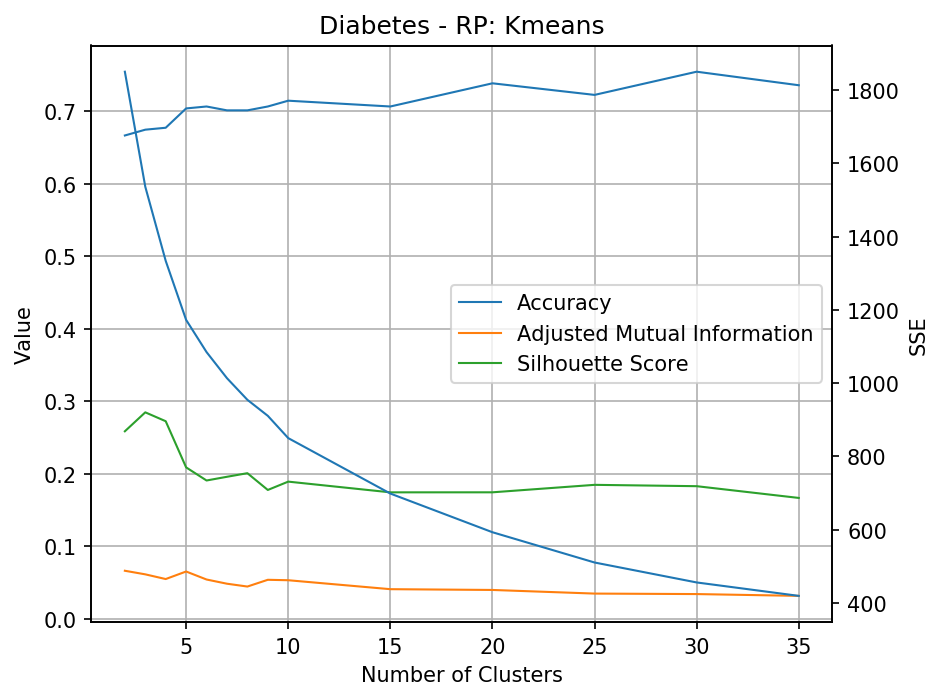 Diabetes - RP: Kmeans
Value
0.7
0.6
0.5
0.4
0.3
0.2
0.1
0.0
Accuracy
Adjusted Mutual Information
Silhouette Score
1800
1600
1400
1200
1000
800
600
400
SSE
5 10 15 20 25 30 35
Number of Clusters